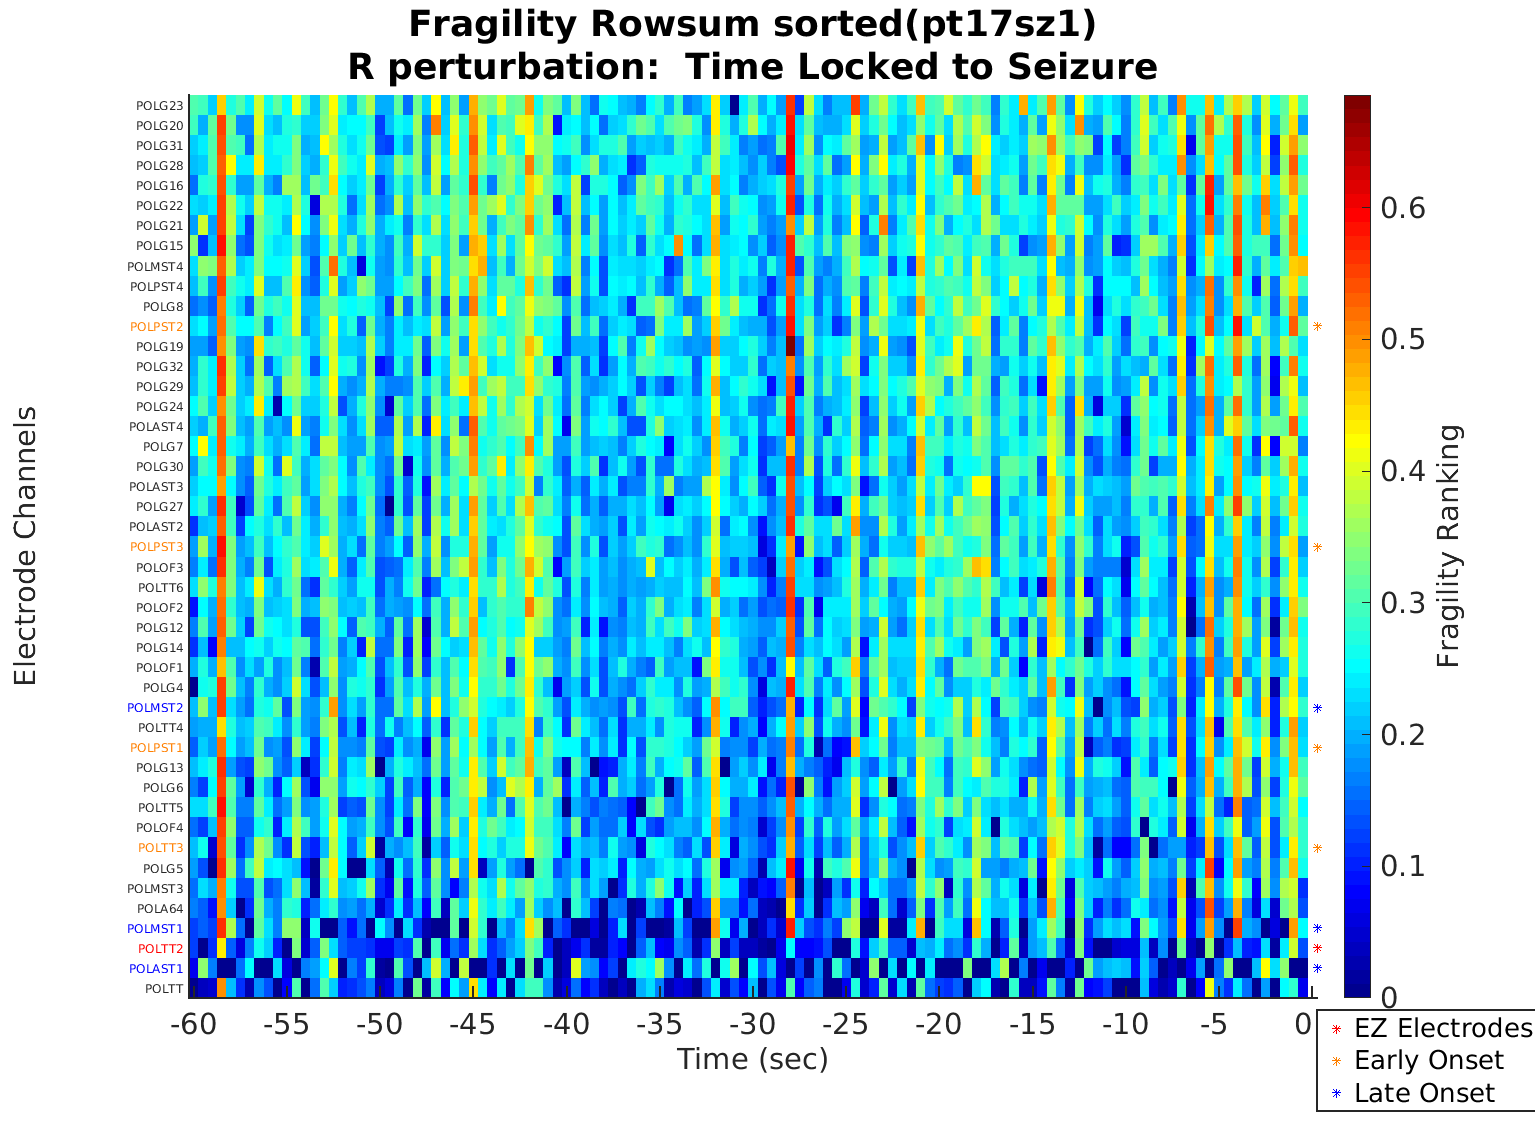 Fragility Rowsum sorted(pt17sz1)
R perturbation:  Time Locked to Seizure
Electrode Channels
POLG23
POLG20
POLG31
POLG28
POLG16
POLG22
POLG21
POLG15
POLMST4
POLPST4
POLG8
POLPST2
POLG19
POLG32
POLG29
POLG24
POLAST4
POLG7
POLG30
POLAST3
POLG27
POLAST2
POLPST3
POLOF3
POLTT6
POLOF2
POLG12
POLG14
POLOF1
POLG4
POLMST2
POLTT4
POLPST1
POLG13
POLG6
POLTT5
POLOF4
POLTT3
POLG5
POLMST3
POLA64
POLMST1
POLTT2
POLAST1
POLTT
-60 -55 -50 -45 -40 -35 -30 -25 -20 -15 -10 -5 0
Time (sec)
0.6
0.5
0.4
0.3
0.2
0.1
0
Fragility Ranking
EZ Electrodes
Early Onset
Late Onset